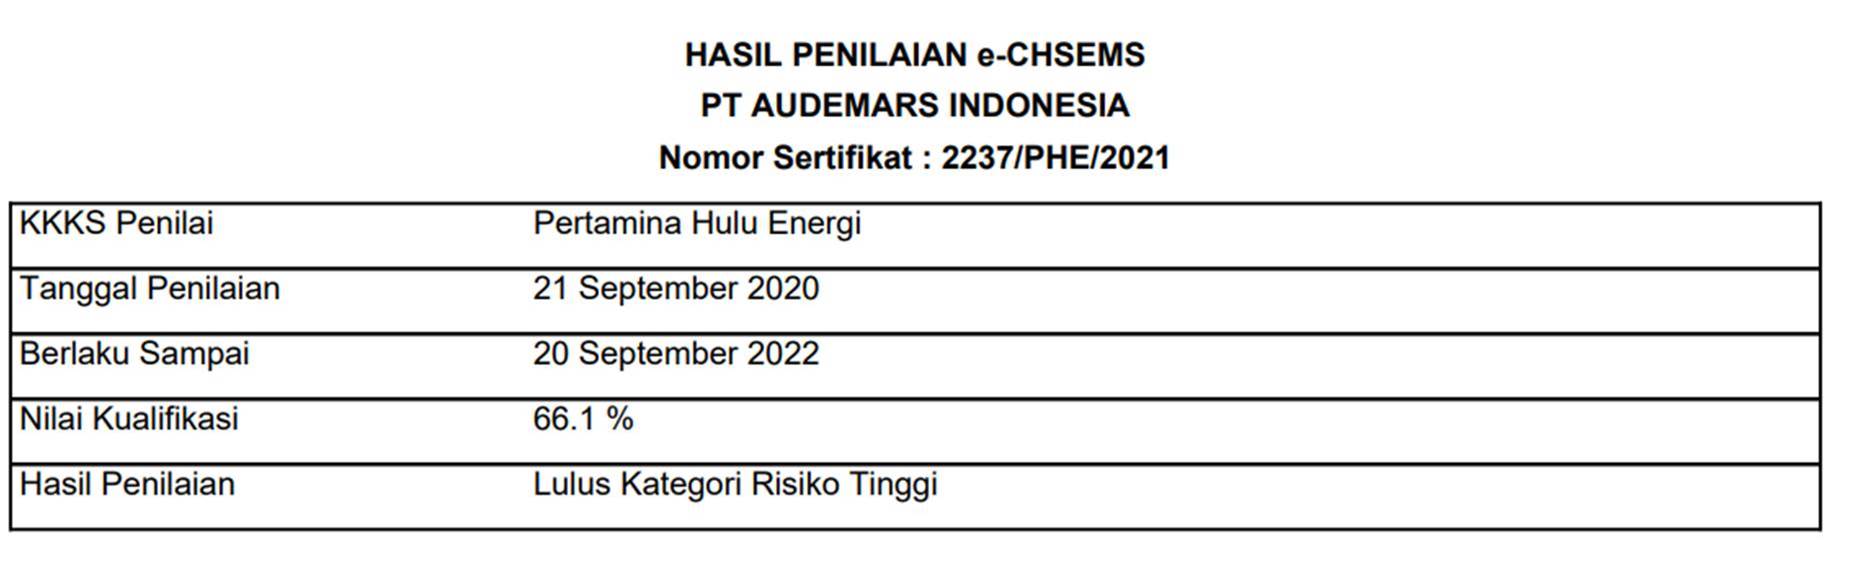 HASIL PENILAIAN e-CHSEMS
PT AUDEMARS INDONESIA
Nomor Sertifikat : 2237/PHE/2021
KKKS Penilai Pertamina Hulu Energi
Tanggal Penilaian 21 September 2020
Berlaku Sampai 20 September 2022
Nilai Kualifikasi 66.1 %
Hasil Penilaian Lulus Kategori Risiko Tinggi